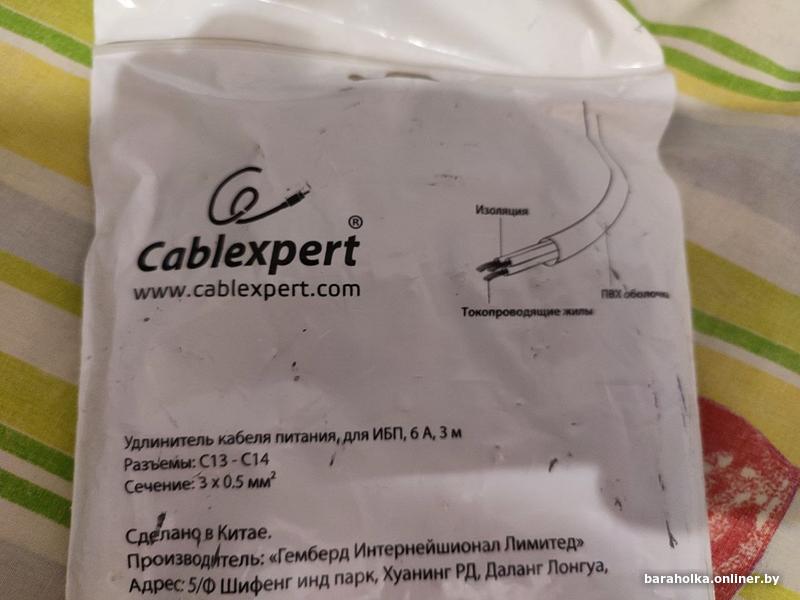 Cablexpert®
www.cablexpert.com
Изоляция
ПВХ оболочка
Токопроводящие жилы
Удлинитель кабеля питания, для ИБП, 6 А, 3 м
Разъемы: С13 - С14
Сечение: 3 x 0.5 мм²
Сделано в Китае.
Производитель: «Гемберд Интернейшионал Лимитед»
Адрес: 5/Ф Шифенг инд парк, Хуанинг РД, Даланг Лонгуа,
baraholka.onliner.by